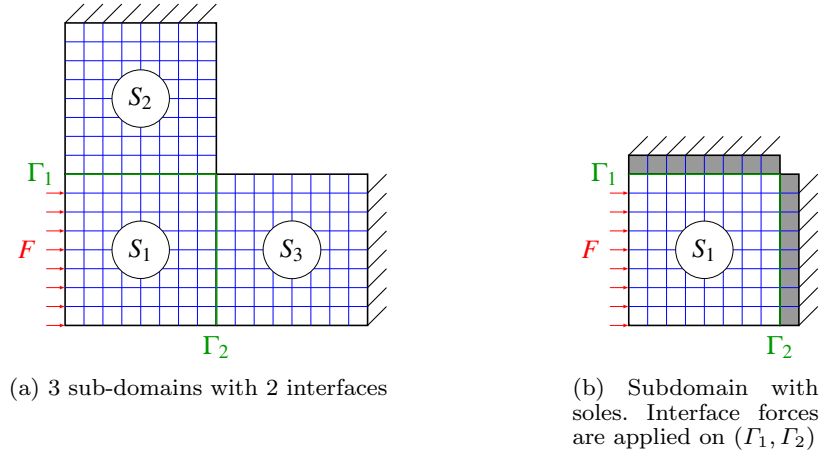 S₂
Γ₁
F
S₁
S₃
Γ₂
(a) 3 sub-domains with 2 interfaces
Γ₁
F
S₁
Γ₂
(b) Subdomain with
soles. Interface forces
are applied on (Γ₁, Γ₂)